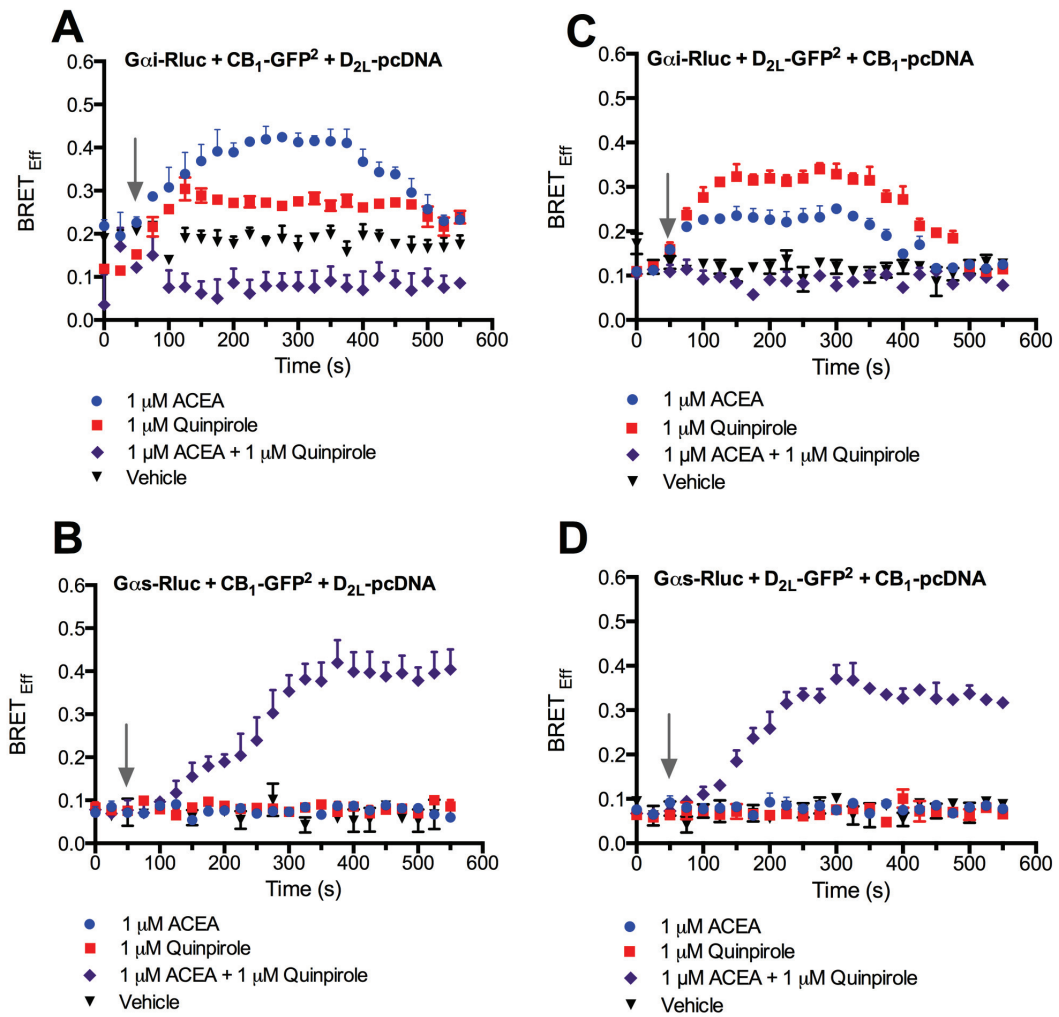 A
Gαi-Rluc + CB₁-GFP² + D₂L-pcDNA
0.6
0.5
0.4
0.3
0.2
0.1
0.0
BRET Eff
0 100 200 300 400 500 600
Time (s)
1 μM ACEA
1 μM Quinpirole
1 μM ACEA + 1 μM Quinpirole
Vehicle
C
Gαi-Rluc + D₂L-GFP² + CB₁-pcDNA
0.6
0.5
0.4
0.3
0.2
0.1
0.0
BRET Eff
0 100 200 300 400 500 600
Time (s)
1 μM ACEA
1 μM Quinpirole
1 μM ACEA + 1 μM Quinpirole
Vehicle
B
Gαs-Rluc + CB₁-GFP² + D₂L-pcDNA
0.6
0.5
0.4
0.3
0.2
0.1
0.0
BRET Eff
0 100 200 300 400 500 600
Time (s)
1 μM ACEA
1 μM Quinpirole
1 μM ACEA + 1 μM Quinpirole
Vehicle
D
Gαs-Rluc + D₂L-GFP² + CB₁-pcDNA
0.6
0.5
0.4
0.3
0.2
0.1
0.0
BRET Eff
0 100 200 300 400 500 600
Time (s)
1 μM ACEA
1 μM Quinpirole
1 μM ACEA + 1 μM Quinpirole
Vehicle